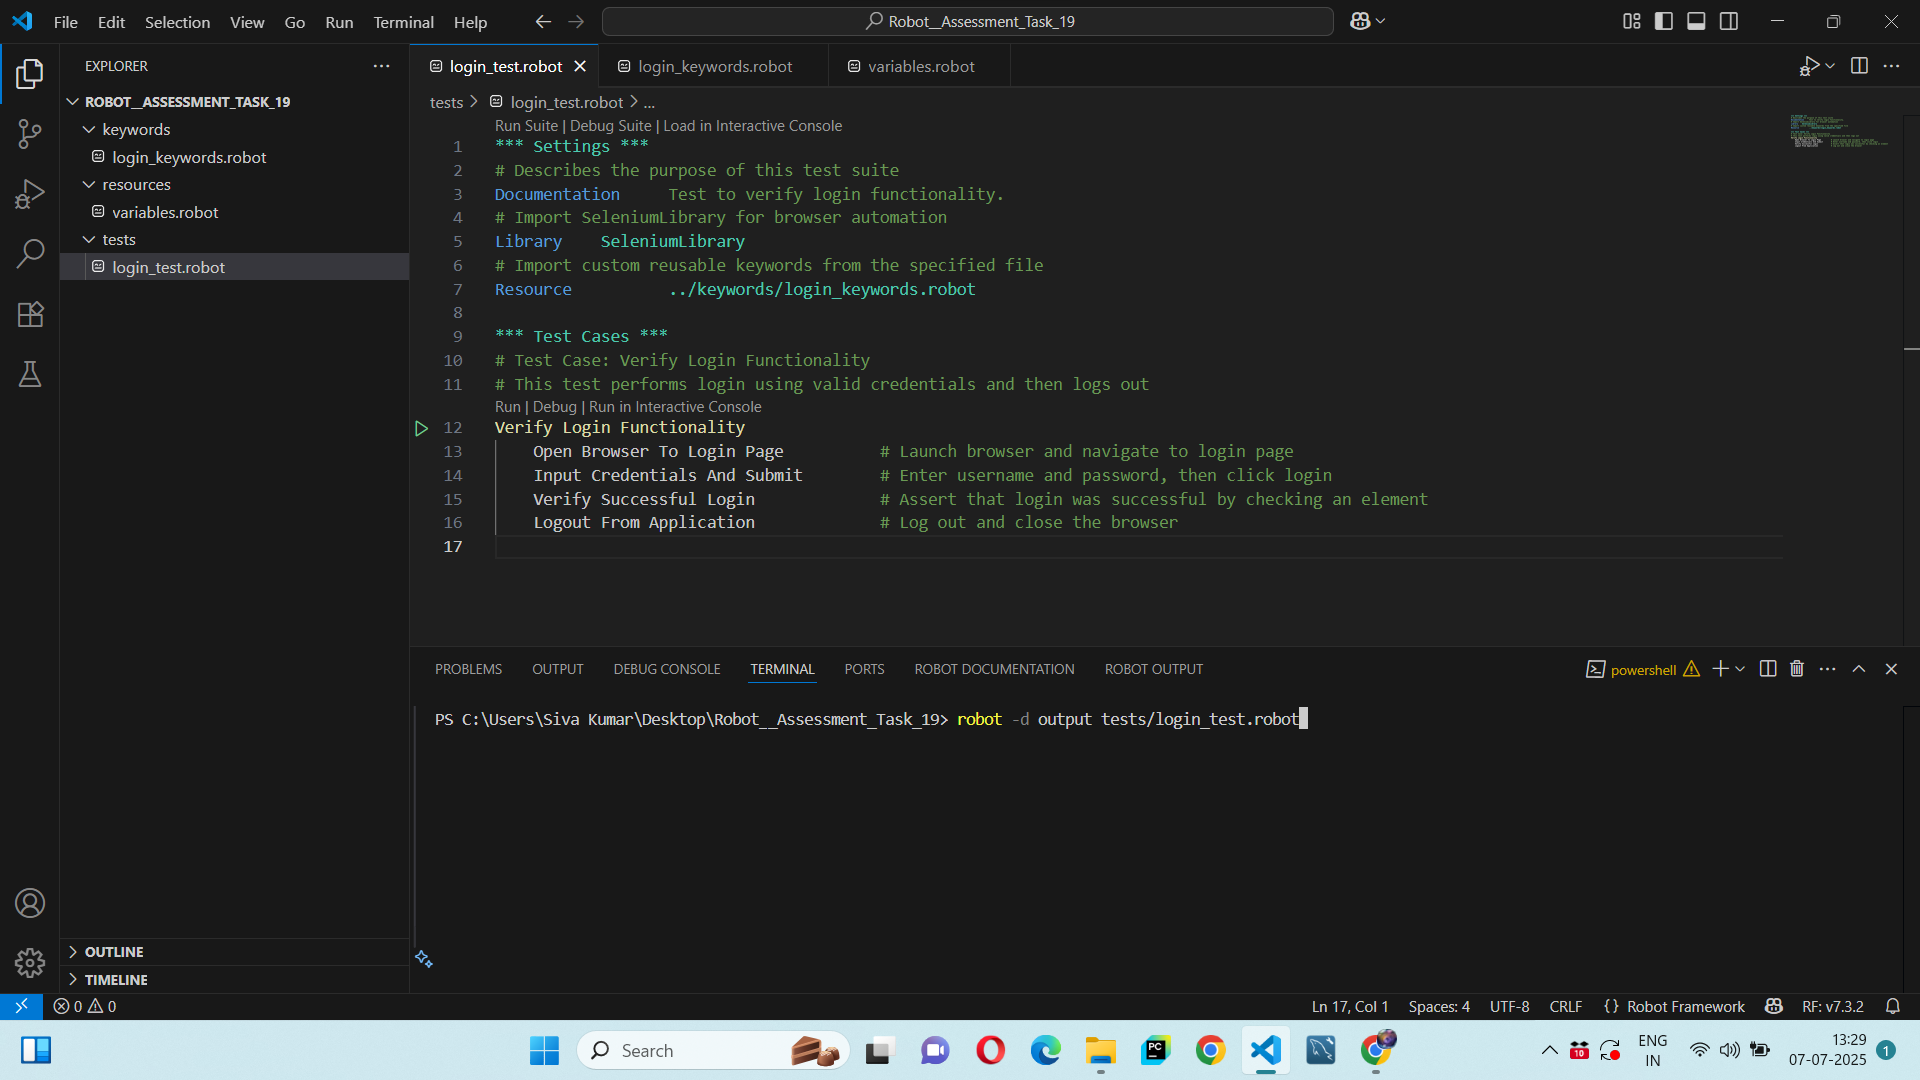 File Edit Selection View Go Run Terminal Help
Robot__Assessment_Task_19
EXPLORER
ROBOT__ASSESSMENT_TASK_19
keywords
login_keywords.robot
resources
variables.robot
tests
login_test.robot
OUTLINE
TIMELINE
login_test.robot login_keywords.robot variables.robot
tests > login_test.robot > ...
Run Suite | Debug Suite | Load in Interactive Console
1 *** Settings ***
2 # Describes the purpose of this test suite
3 Documentation Test to verify login functionality.
4 # Import SeleniumLibrary for browser automation
5 Library SeleniumLibrary
6 # Import custom reusable keywords from the specified file
7 Resource ../keywords/login_keywords.robot
8
9 *** Test Cases ***
10 # Test Case: Verify Login Functionality
11 # This test performs login using valid credentials and then logs out
Run | Debug | Run in Interactive Console
12 Verify Login Functionality
13 Open Browser To Login Page # Launch browser and navigate to login page
14 Input Credentials And Submit # Enter username and password, then click login
15 Verify Successful Login # Assert that login was successful by checking an element
16 Logout From Application # Log out and close the browser
17
PROBLEMS OUTPUT DEBUG CONSOLE TERMINAL PORTS ROBOT DOCUMENTATION ROBOT OUTPUT
powershell
PS C:\Users\Siva Kumar\Desktop\Robot__Assessment_Task_19> robot -d output tests/login_test.robot
0 0
Ln 17, Col 1 Spaces: 4 UTF-8 CRLF {} Robot Framework RF: v7.3.2
Search
PC
10
ENG
IN
13:29
07-07-2025
1